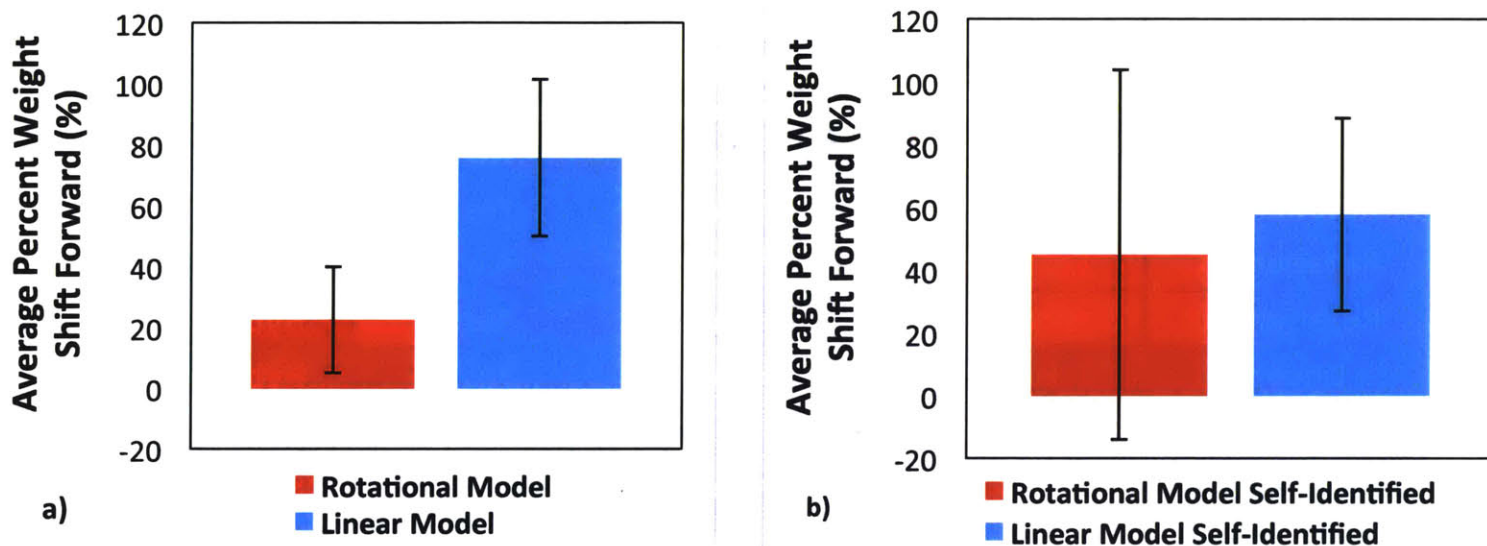 Average Percent Weight
Shift Forward (%)
120
100
80
60
40
20
0
-20
Rotational Model
Linear Model
a)
Average Percent Weight
Shift Forward (%)
120
100
80
60
40
20
0
-20
Rotational Model Self-Identified
Linear Model Self-Identified
b)